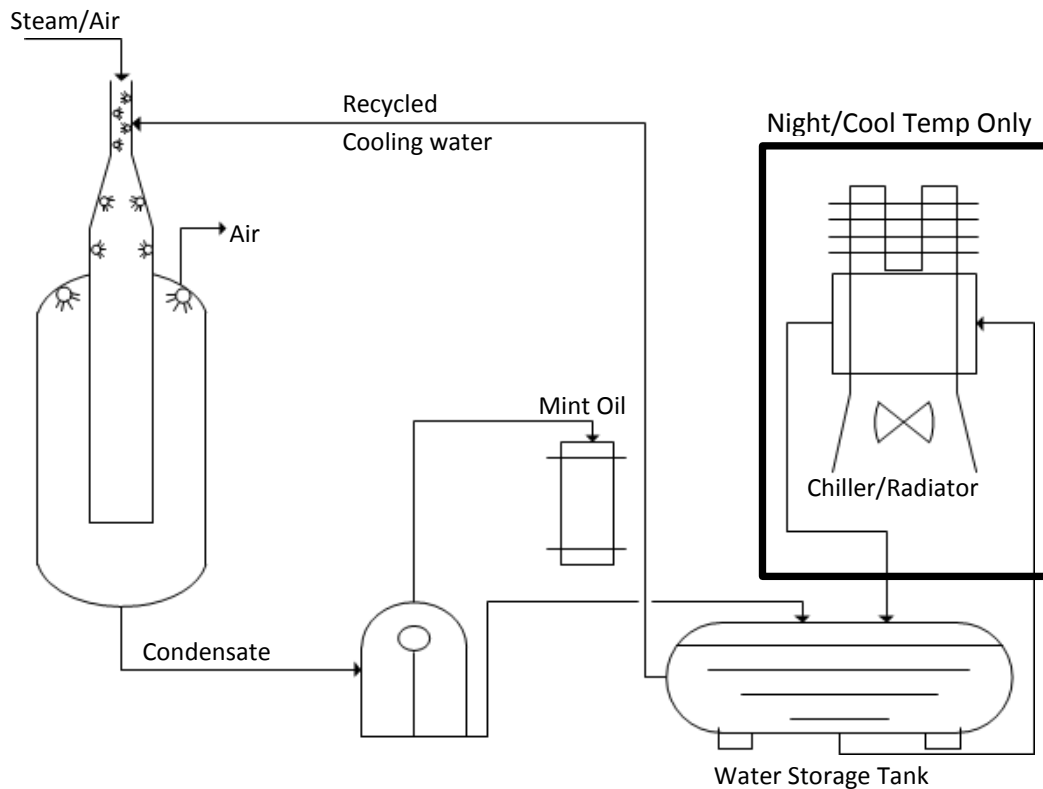 Steam/Air
Recycled
Cooling water
Night/Cool Temp Only
Air
Mint Oil
Chiller/Radiator
Condensate
Water Storage Tank